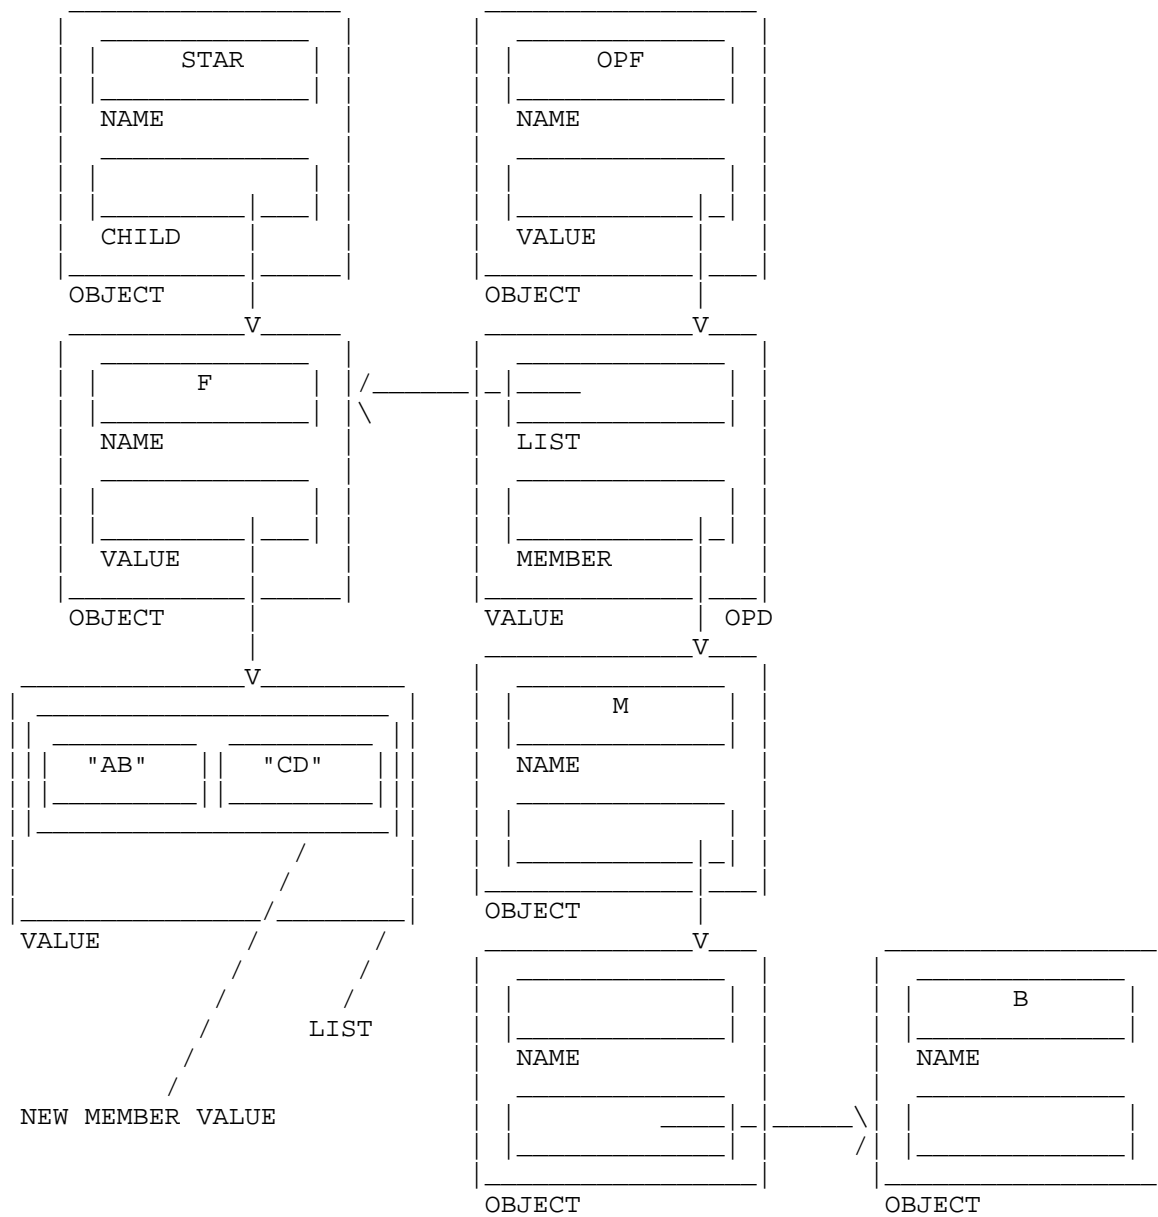 STAR OPF
NAME NAME
CHILD VALUE
OBJECT OBJECT
V V
F
NAME LIST
VALUE MEMBER
OBJECT VALUE OPD
V
V
M
"AB" "CD" NAME
OBJECT
VALUE V
B
LIST
NAME NAME
NEW MEMBER VALUE
OBJECT OBJECT